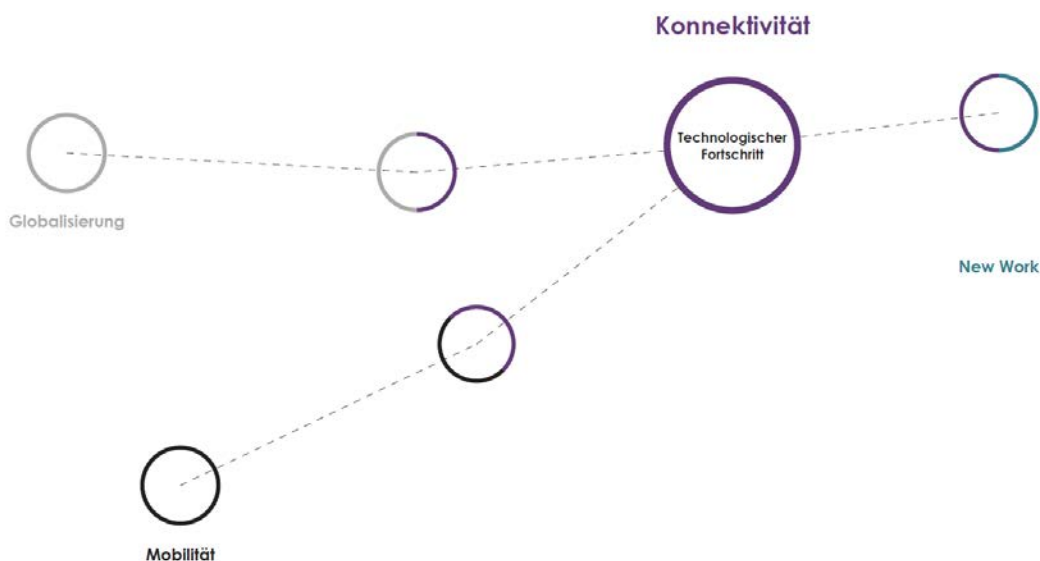 Konnektivität
Technologischer
Fortschritt
Globalisierung
New Work
Mobilität